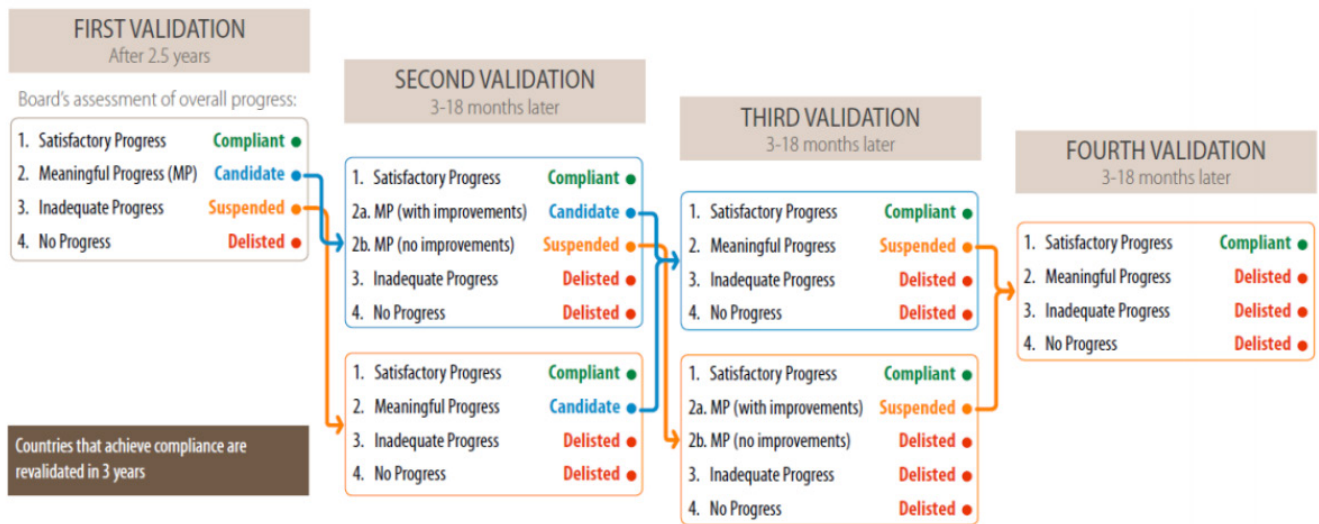 FIRST VALIDATION
After 2.5 years
Board's assessment of overall progress:
1. Satisfactory Progress Compliant
2. Meaningful Progress (MP) Candidate
3. Inadequate Progress Suspended
4. No Progress Delisted
Countries that achieve compliance are
revalidated in 3 years
SECOND VALIDATION
3-18 months later
1. Satisfactory Progress Compliant
2a. MP (with improvements) Candidate
2b. MP (no improvements) Suspended
3. Inadequate Progress Delisted
4. No Progress Delisted
1. Satisfactory Progress Compliant
2. Meaningful Progress Candidate
3. Inadequate Progress Delisted
4. No Progress Delisted
THIRD VALIDATION
3-18 months later
1. Satisfactory Progress Compliant
2. Meaningful Progress Suspended
3. Inadequate Progress Delisted
4. No Progress Delisted
1. Satisfactory Progress Compliant
2a. MP (with improvements) Suspended
2b. MP (no improvements) Delisted
3. Inadequate Progress Delisted
4. No Progress Delisted
FOURTH VALIDATION
3-18 months later
1. Satisfactory Progress Compliant
2. Meaningful Progress Delisted
3. Inadequate Progress Delisted
4. No Progress Delisted